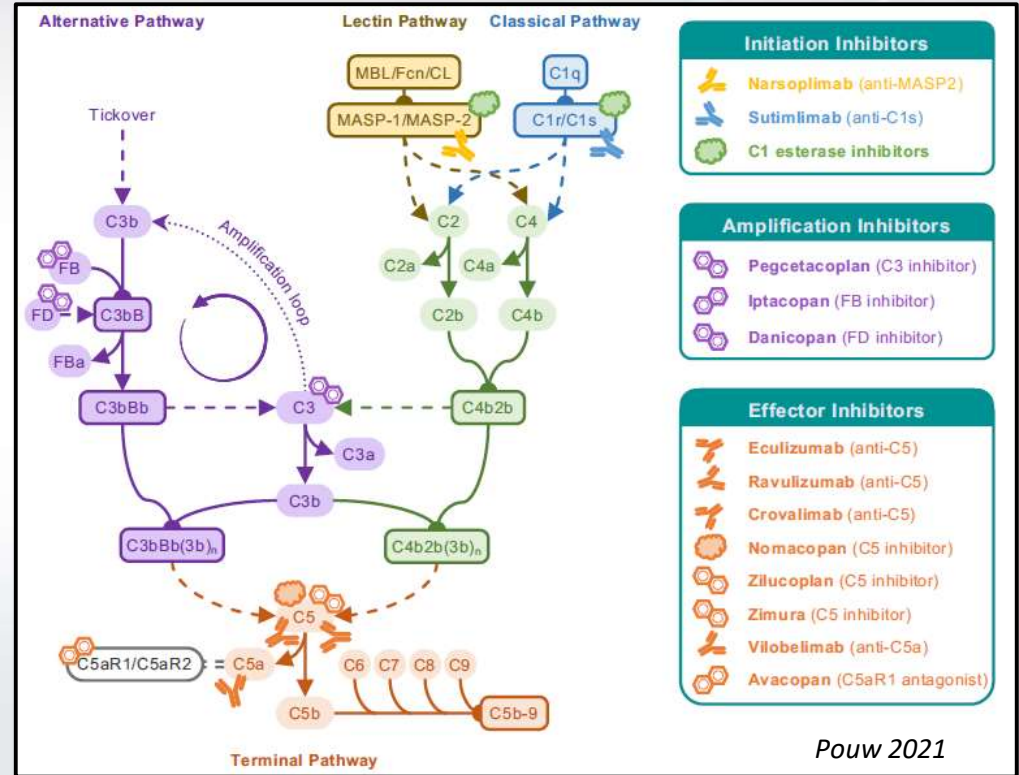 Alternative Pathway
Lectin Pathway
Classical Pathway
MBL/Fcn/CL
C1q
MASP-1/MASP-2
C1r/C1s
Tickover
C3b
C2
C4
Amplification loop
FB
C2a
C4a
FD
C3bB
C2b
C4b
FBa
C3bBb
C3
C4b2b
C3a
C3b
C3bBb(3b)n
C4b2b(3b)n
C5
C5aR1/C5aR2
C5a
C6
C7
C8
C9
C5b
C5b-9
Terminal Pathway
Initiation Inhibitors
Narsoplimab (anti-MASP2)
Sutimlimab (anti-C1s)
C1 esterase inhibitors
Amplification Inhibitors
Pegcetacoplan (C3 inhibitor)
Iptacopan (FB inhibitor)
Danicopan (FD inhibitor)
Effector Inhibitors
Eculizumab (anti-C5)
Ravulizumab (anti-C5)
Crovalimab (anti-C5)
Nomacopan (C5 inhibitor)
Zilucoplan (C5 inhibitor)
Zimura (C5 inhibitor)
Vilobelimab (anti-C5a)
Avacopan (C5aR1 antagonist)
Pouw 2021